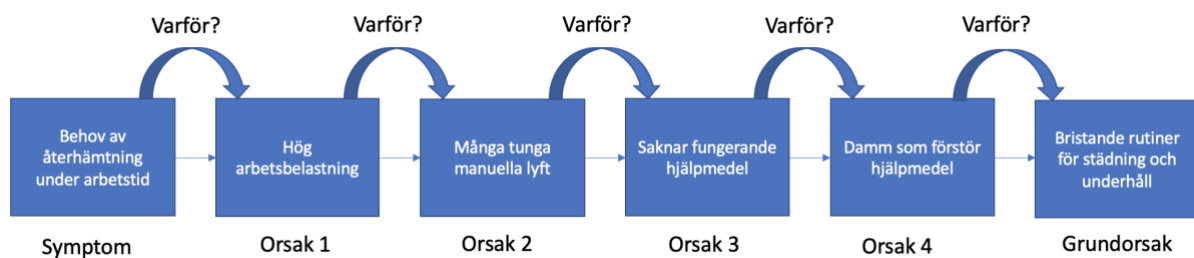 Varför?
Varför?
Varför?
Varför?
Varför?
Behov av
återhämtning
under arbetstid
Hög
arbetsbelastning
Många tunga
manuella lyft
Saknar fungerande
hjälpmedel
Damm som förstör
hjälpmedel
Bristande rutiner
för städning och
underhåll
Symptom
Orsak 1
Orsak 2
Orsak 3
Orsak 4
Grundorsak